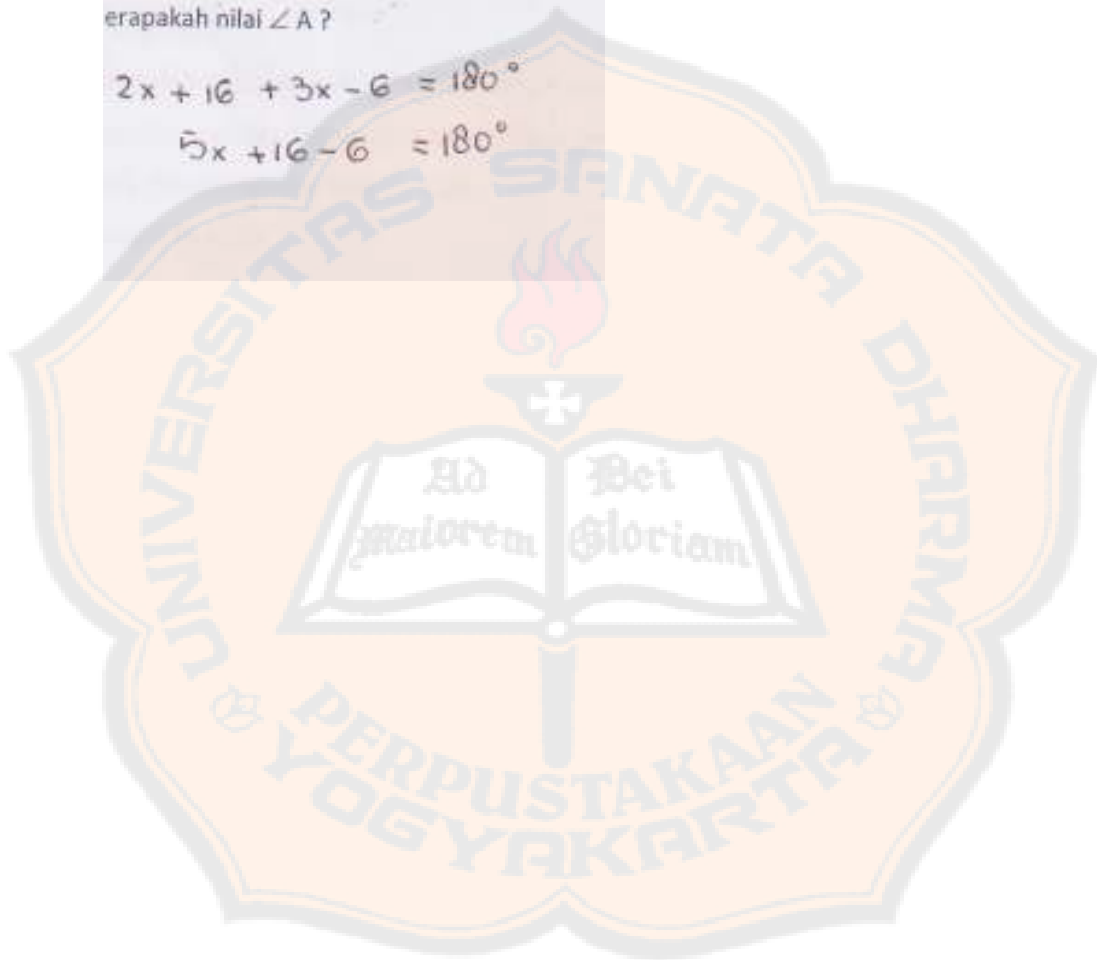 erapakah nilai ∠ A ?
2x + 16 + 3x - 6 = 180°
5x + 16 - 6 = 180°
UNIVERSITAS SANATA DHARMA
Ad Dei
Maiorem Gloriam
PERPUSTAKAAN
YOGYAKARTA